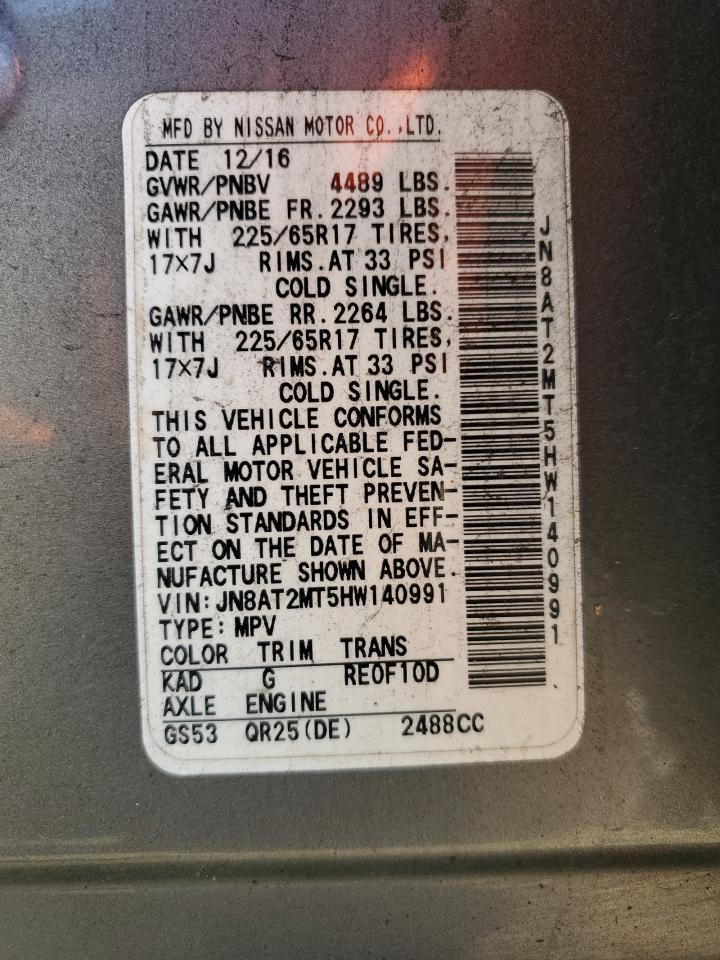 MFD BY NISSAN MOTOR CO.,LTD.
DATE 12/16
GVWR/PNBV 4489 LBS.
GAWR/PNBE FR.2293 LBS.
WITH 225/65R17 TIRES,
17×7J RIMS.AT 33 PSI
COLD SINGLE.
GAWR/PNBE RR.2264 LBS.
WITH 225/65R17 TIRES,
17×7J RIMS.AT 33 PSI
COLD SINGLE.
THIS VEHICLE CONFORMS
TO ALL APPLICABLE FED-
ERAL MOTOR VEHICLE SA-
FETY AND THEFT PREVEN-
TION STANDARDS IN EFF-
ECT ON THE DATE OF MA-
NUFACTURE SHOWN ABOVE.
VIN:JN8AT2MT5HW140991
TYPE:MPV
COLOR TRIM TRANS
KAD G RE0F10D
AXLE ENGINE
GS53 QR25(DE) 2488CC
JN8AT2MT5HW140991